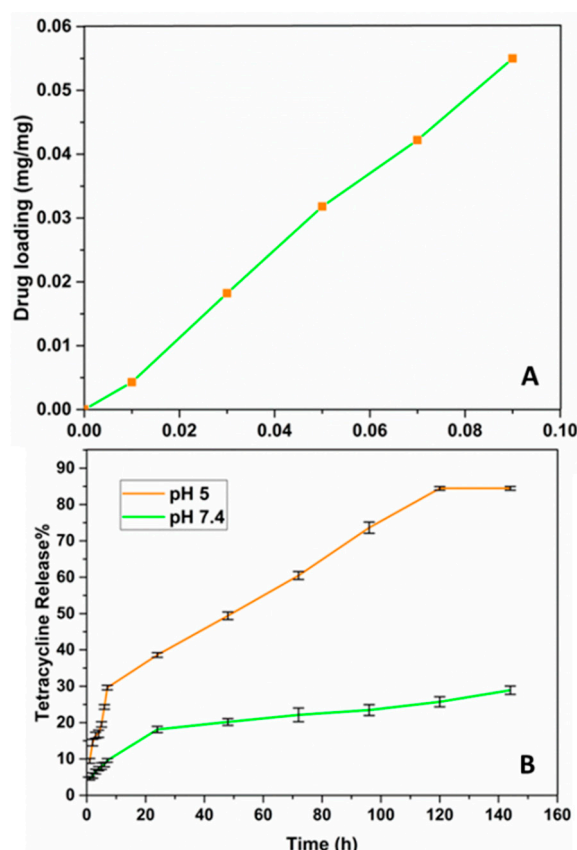 0.06
0.05
0.04
0.03
0.02
0.01
0.00
Drug loading (mg/mg)
A
0.00 0.02 0.04 0.06 0.08 0.10
90
80
70
60
50
40
30
20
10
0
Tetracycline Release%
pH 5
pH 7.4
B
0 20 40 60 80 100 120 140 160
Time (h)